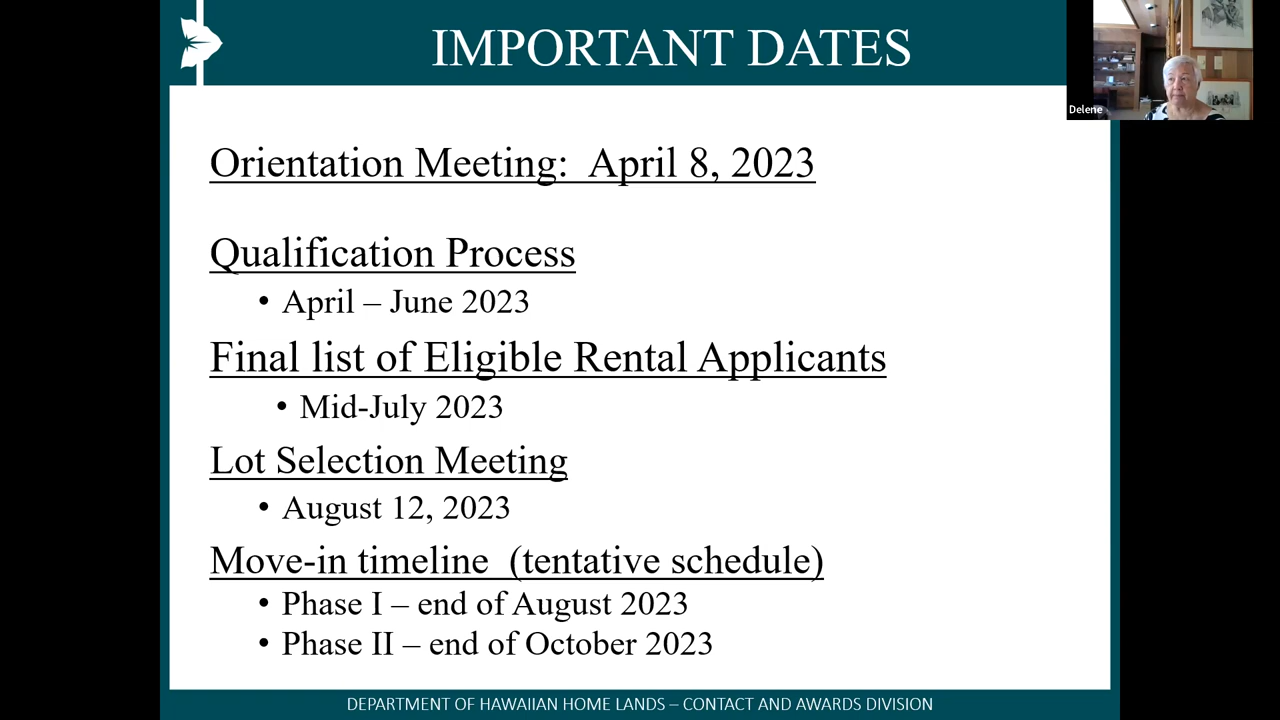 IMPORTANT DATES
Delene
Orientation Meeting:  April 8, 2023
Qualification Process
• April – June 2023
Final list of Eligible Rental Applicants
• Mid-July 2023
Lot Selection Meeting
• August 12, 2023
Move-in timeline  (tentative schedule)
• Phase I – end of August 2023
• Phase II – end of October 2023
DEPARTMENT OF HAWAIIAN HOME LANDS – CONTACT AND AWARDS DIVISION